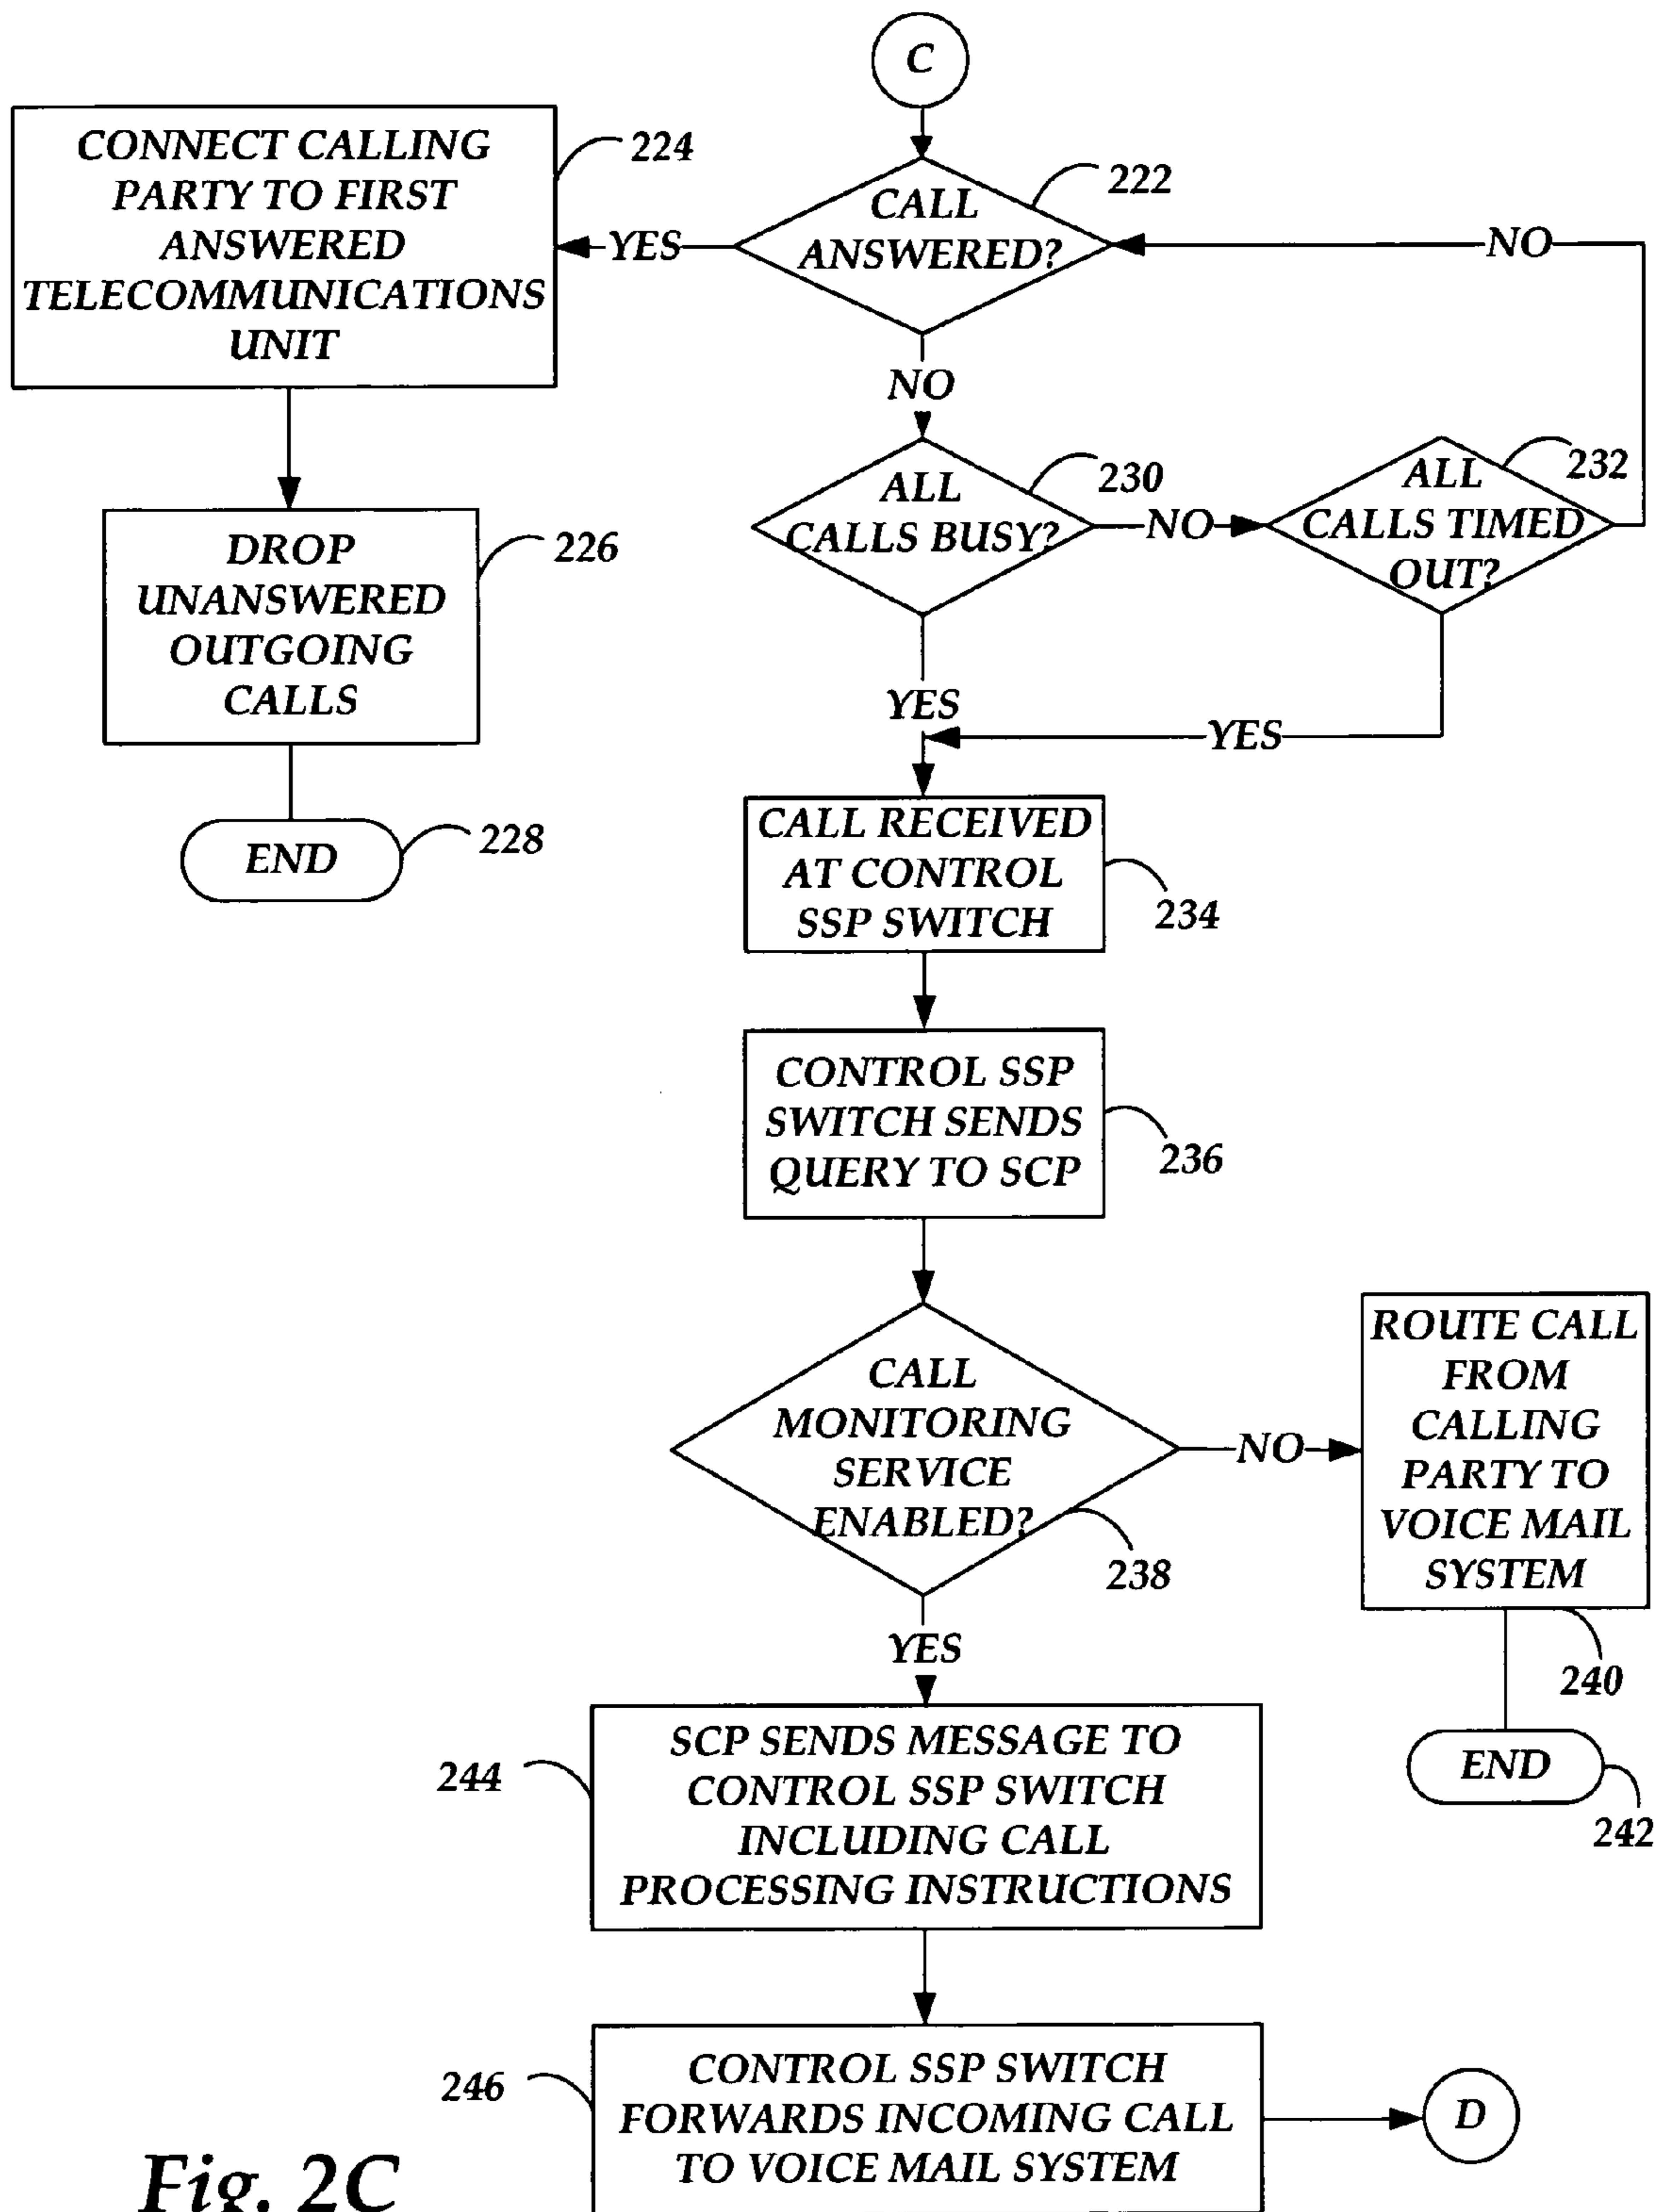 C
CONNECT CALLING
PARTY TO FIRST
ANSWERED
TELECOMMUNICATIONS
UNIT
224
YES
CALL
ANSWERED?
222
NO
NO
DROP
UNANSWERED
OUTGOING
CALLS
226
END
228
ALL
CALLS BUSY?
230
NO
ALL
CALLS TIMED
OUT?
232
YES
YES
CALL RECEIVED
AT CONTROL
SSP SWITCH
234
CONTROL SSP
SWITCH SENDS
QUERY TO SCP
236
CALL
MONITORING
SERVICE
ENABLED?
238
NO
ROUTE CALL
FROM
CALLING
PARTY TO
VOICE MAIL
SYSTEM
240
END
242
YES
244
SCP SENDS MESSAGE TO
CONTROL SSP SWITCH
INCLUDING CALL
PROCESSING INSTRUCTIONS
246
CONTROL SSP SWITCH
FORWARDS INCOMING CALL
TO VOICE MAIL SYSTEM
D
Fig. 2C